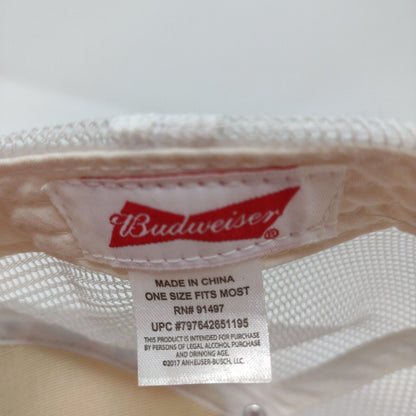 Budweiser
®
MADE IN CHINA
ONE SIZE FITS MOST
RN# 91497
UPC #797642651195
THIS PRODUCT IS INTENDED FOR PURCHASE
BY PERSONS OF LEGAL ALCOHOL PURCHASE
AND DRINKING AGE.
©2017 ANHEUSER-BUSCH, LLC